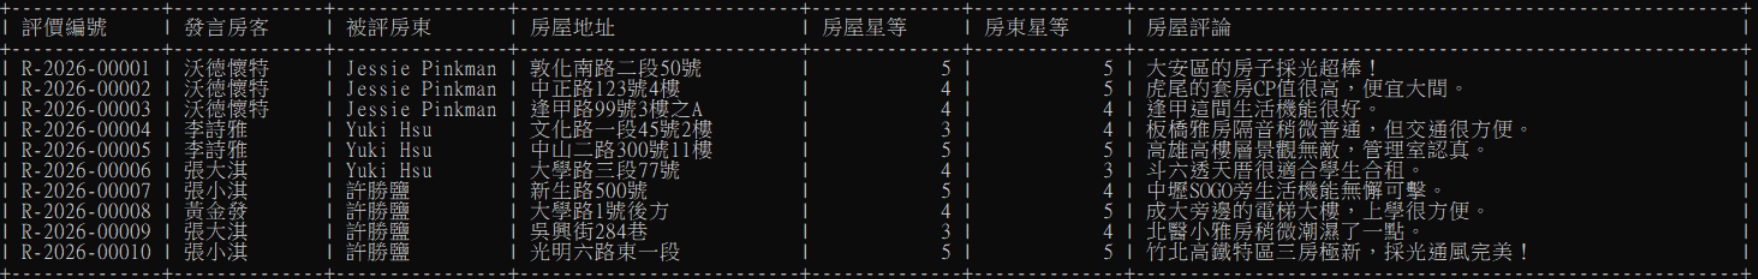 | 評價編號 | 發言房客 | 被評房東 | 房屋地址 | 房屋星等 | 房東星等 | 房屋評論 |
| R-2026-00001 | 沃德懷特 | Jessie Pinkman | 敦化南路二段50號 | 5 | 5 | 大安區的房子採光超棒！ |
| R-2026-00002 | 沃德懷特 | Jessie Pinkman | 中正路123號4樓 | 4 | 5 | 虎尾的套房CP值很高，便宜大間。 |
| R-2026-00003 | 沃德懷特 | Jessie Pinkman | 逢甲路99號3樓之A | 4 | 4 | 逢甲這間生活機能很好。 |
| R-2026-00004 | 李詩雅 | Yuki Hsu | 文化路一段45號2樓 | 3 | 4 | 板橋雅房隔音稍微普通，但交通很方便。 |
| R-2026-00005 | 李詩雅 | Yuki Hsu | 中山二路300號11樓 | 5 | 5 | 高雄高樓層景觀無敵，管理室認真。 |
| R-2026-00006 | 張大淇 | Yuki Hsu | 大學路三段77號 | 4 | 3 | 斗六透天厝很適合學生合租。 |
| R-2026-00007 | 張小淇 | 許勝鹽 | 新生路500號 | 5 | 4 | 中壢SOGO旁生活機能無懈可擊。 |
| R-2026-00008 | 黃金發 | 許勝鹽 | 大學路1號後方 | 4 | 5 | 成大旁邊的電梯大樓，上學很方便。 |
| R-2026-00009 | 張大淇 | 許勝鹽 | 吳興街284巷 | 3 | 4 | 北醫小雅房稍微潮濕了一點。 |
| R-2026-00010 | 張小淇 | 許勝鹽 | 光明六路東一段 | 5 | 5 | 竹北高鐵特區三房極新，採光通風完美！ |